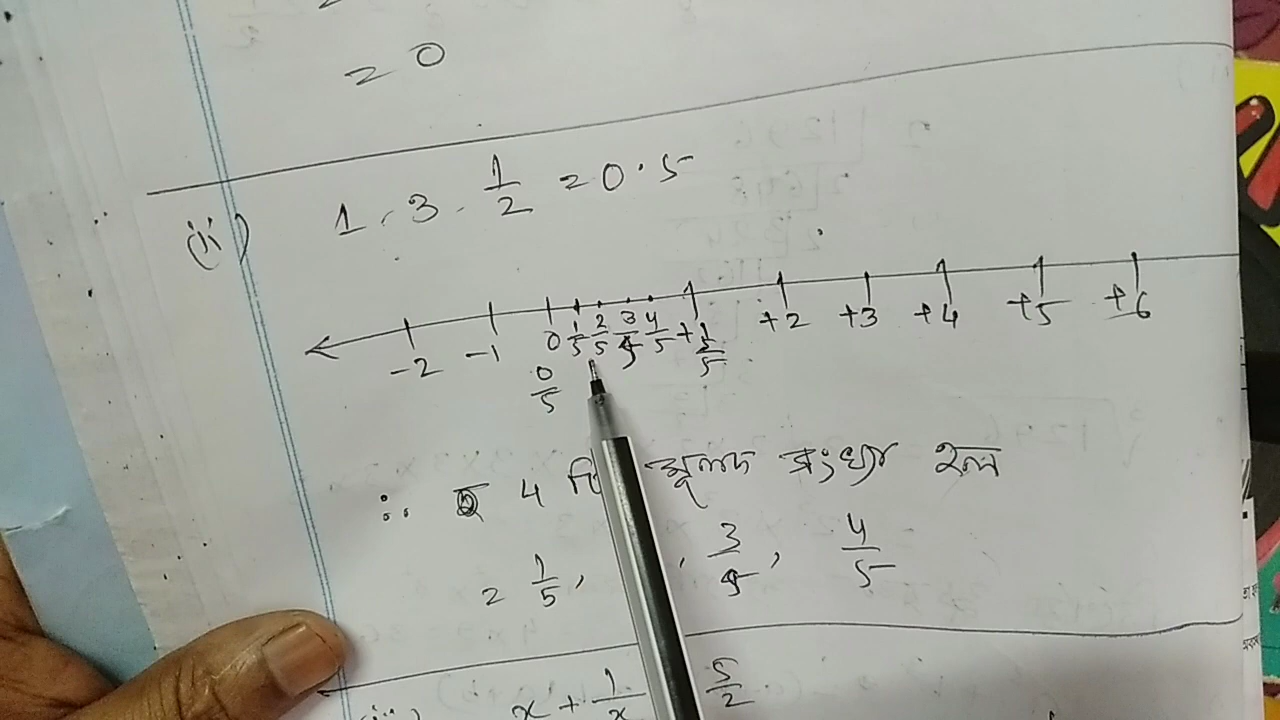 = 0
(ii) 1 . 3 . 1/2 = 0.5
-2 -1 0 1/5 2/5 3/5 4/5 +1 +2 +3 +4 +5 +6
0/5 5/5
∴ 4 টি মূলদ সংখ্যা হল
= 1/5, , 3/5, 4/5
x + 1/x 5/2